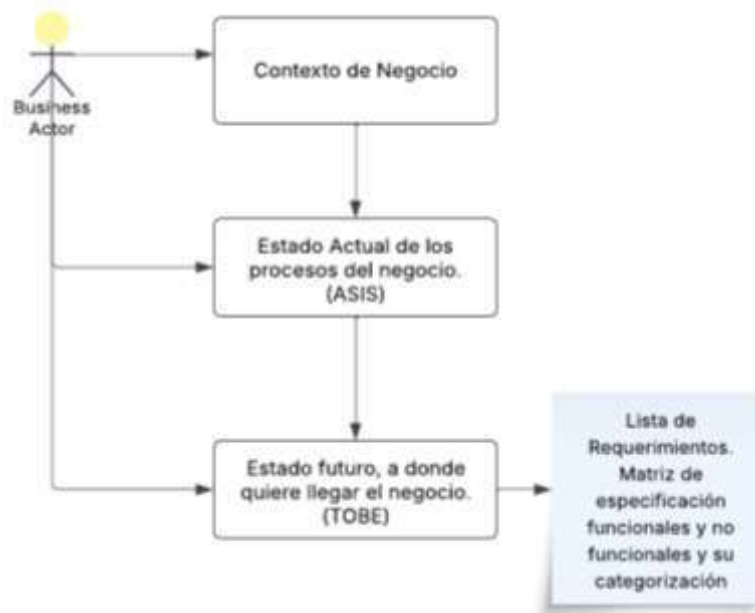 Business
Actor
Contexto de Negocio
Estado Actual de los
procesos del negocio.
(ASIS)
Estado futuro, a donde
quiere llegar el negocio.
(TOBE)
Lista de
Requerimientos.
Matriz de
especificación
funcionales y no
funcionales y su
categorización